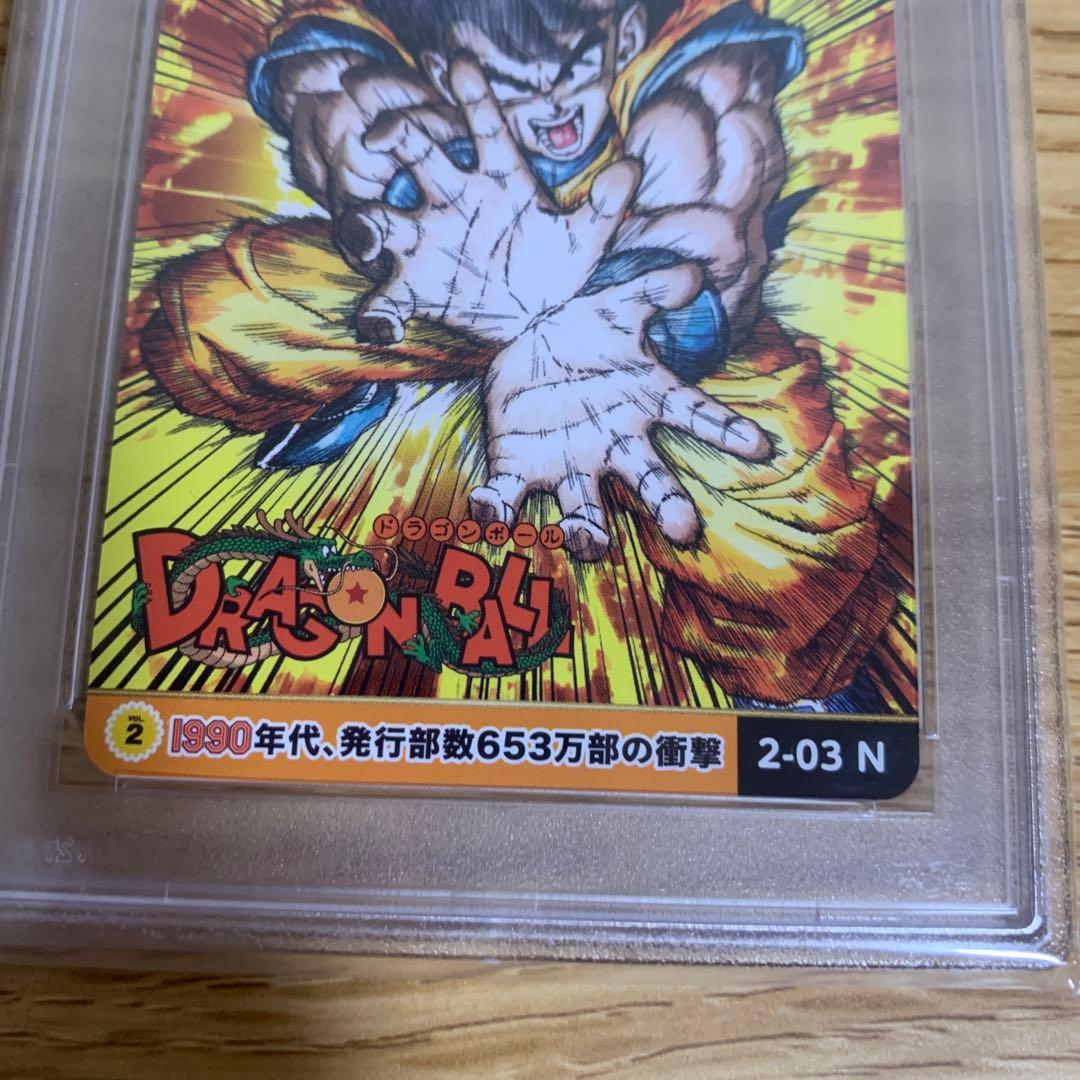 ドラゴンボール
DRAGON BALL
VOL. 2
1990年代、発行部数653万部の衝撃
2-03 N